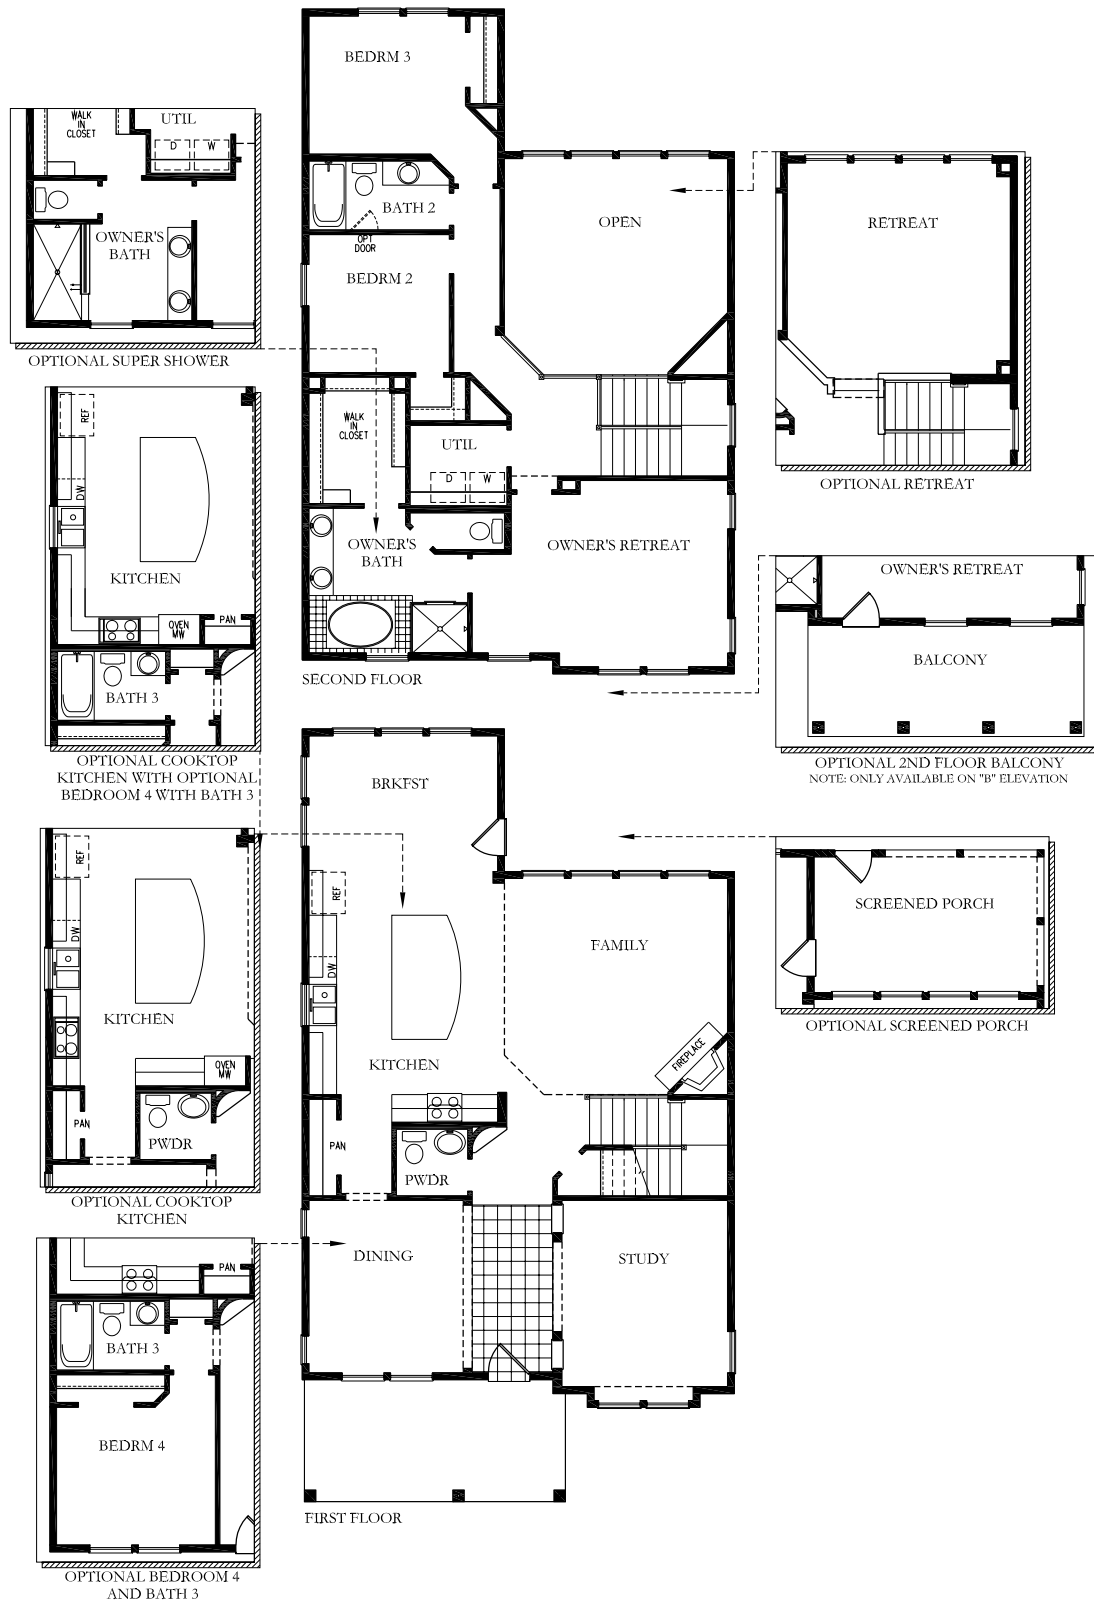 BEDRM 3
BATH 2
OPT
DOOR
BEDRM 2
OPEN
WALK
IN
CLOSET
UTIL
D W
OWNER'S
BATH
OWNER'S RETREAT
SECOND FLOOR
WALK
IN
CLOSET
UTIL
D W
OWNER'S
BATH
OPTIONAL SUPER SHOWER
REF
DW
KITCHEN
OVEN
MW
PAN
BATH 3
OPTIONAL COOKTOP
KITCHEN WITH OPTIONAL
BEDROOM 4 WITH BATH 3
REF
DW
KITCHEN
OVEN
MW
PAN
PWDR
OPTIONAL COOKTOP
KITCHEN
PAN
BATH 3
BEDRM 4
OPTIONAL BEDROOM 4
AND BATH 3
RETREAT
OPTIONAL RETREAT
OWNER'S RETREAT
BALCONY
OPTIONAL 2ND FLOOR BALCONY
NOTE: ONLY AVAILABLE ON "B" ELEVATION
SCREENED PORCH
OPTIONAL SCREENED PORCH
BRKFST
REF
DW
FAMILY
KITCHEN
FIREPLACE
PAN
PWDR
DINING
STUDY
FIRST FLOOR